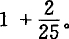 1 + 2/25。